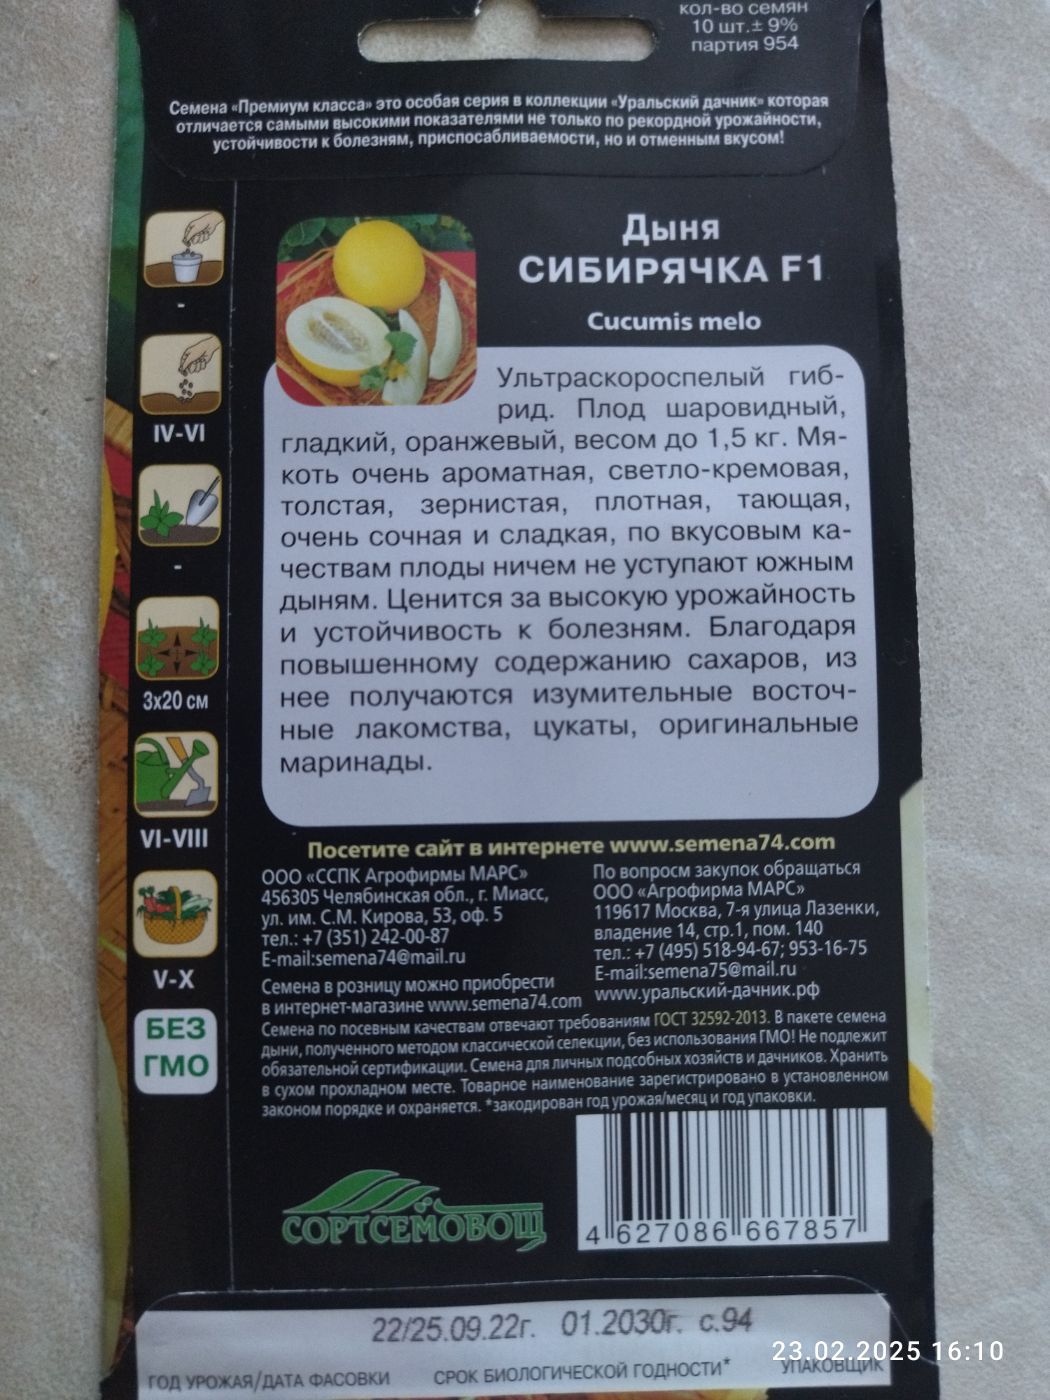 кол-во семян
10 шт.± 9%
партия 954
Семена «Премиум класса» это особая серия в коллекции «Уральский дачник» которая
отличается самыми высокими показателями не только по рекордной урожайности,
устойчивости к болезням, приспосабливаемости, но и отменным вкусом!
Дыня
СИБИРЯЧКА F1
Cucumis melo
-
IV-VI
-
3х20 см
VI-VIII
V-X
БЕЗ
ГМО
Ультраскороспелый гиб-
рид. Плод шаровидный,
гладкий, оранжевый, весом до 1,5 кг. Мя-
коть очень ароматная, светло-кремовая,
толстая, зернистая, плотная, тающая,
очень сочная и сладкая, по вкусовым ка-
чествам плоды ничем не уступают южным
дыням. Ценится за высокую урожайность
и устойчивость к болезням. Благодаря
повышенному содержанию сахаров, из
нее получаются изумительные восточ-
ные лакомства, цукаты, оригинальные
маринады.
Посетите сайт в интернете www.semena74.com
ООО «ССПК Агрофирмы МАРС»
456305 Челябинская обл., г. Миасс,
ул. им. С.М. Кирова, 53, оф. 5
тел.: +7 (351) 242-00-87
E-mail:semena74@mail.ru
Семена в розницу можно приобрести
в интернет-магазине www.semena74.com
По вопросам закупок обращаться
ООО «Агрофирма МАРС»
119617 Москва, 7-я улица Лазенки,
владение 14, стр.1, пом. 140
тел.: +7 (495) 518-94-67; 953-16-75
E-mail:semena75@mail.ru
www.уральский-дачник.рф
Семена по посевным качествам отвечают требованиям ГОСТ 32592-2013. В пакете семена
дыни, полученного методом классической селекции, без использования ГМО! Не подлежит
обязательной сертификации. Семена для личных подсобных хозяйств и дачников. Хранить
в сухом прохладном месте. Товарное наименование зарегистрировано в установленном
законом порядке и охраняется. *закодирован год урожая/месяц и год упаковки.
СОРТСЕМОВОЩ
4 627086 667857
22/25.09.22г. 01.2030г. с.94
ГОД УРОЖАЯ/ДАТА ФАСОВКИ СРОК БИОЛОГИЧЕСКОЙ ГОДНОСТИ* УПАКОВЩИК
23.02.2025 16:10